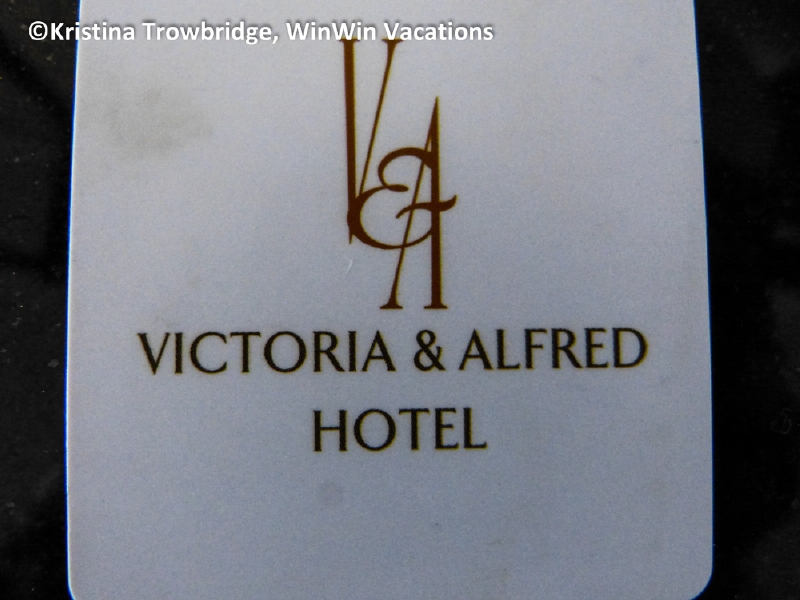 ©Kristina Trowbridge, WinWin Vacations
V&A
VICTORIA & ALFRED
HOTEL